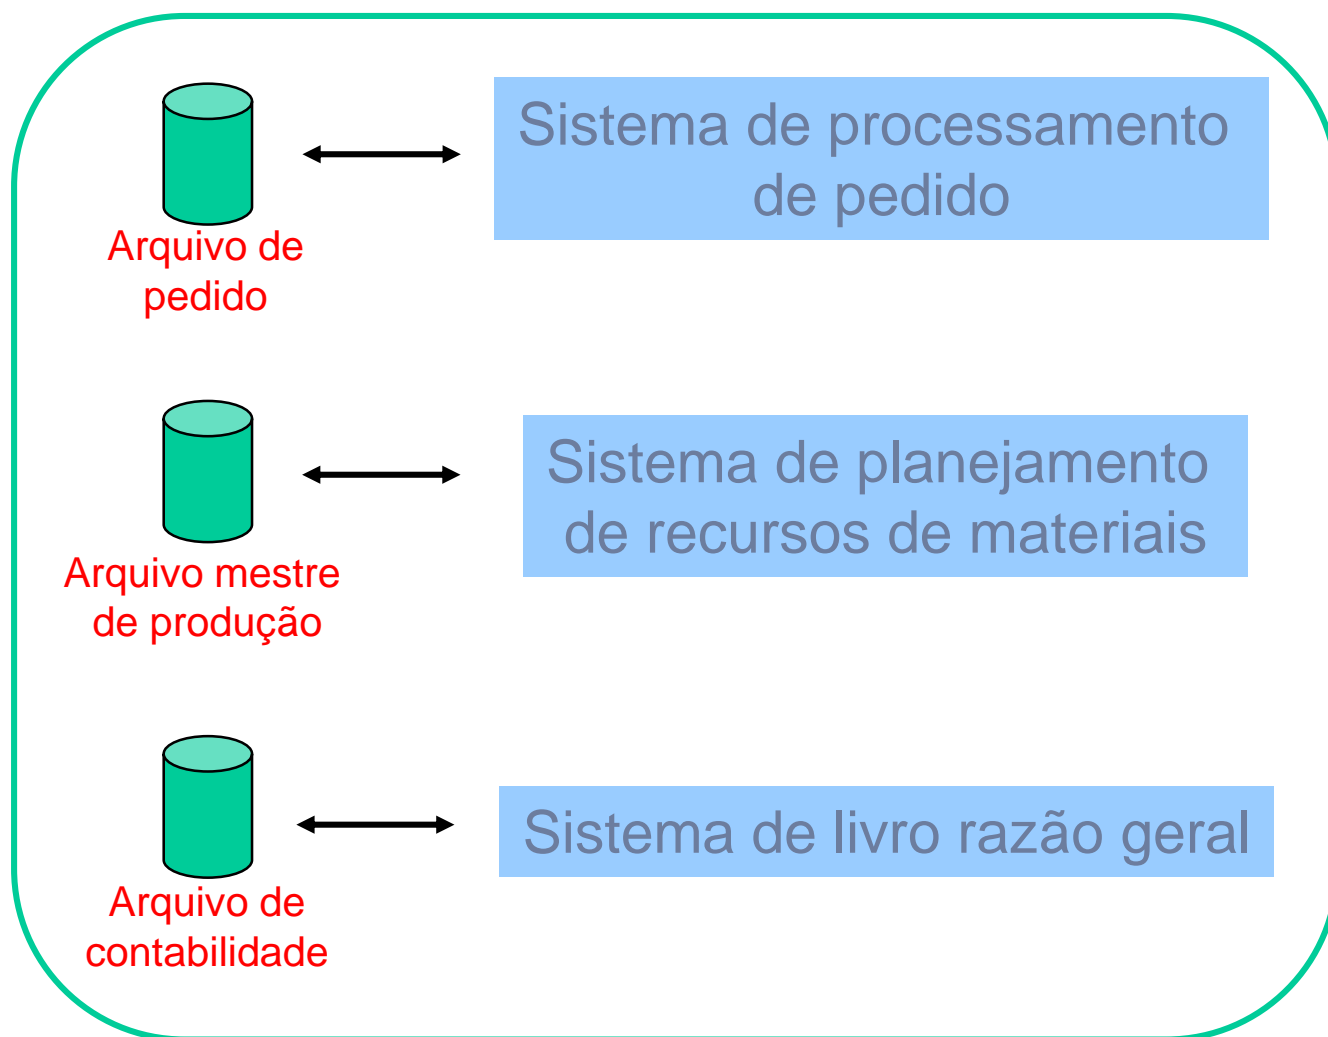 Sistema de processamento
de pedido
Arquivo de
pedido
Sistema de planejamento
de recursos de materiais
Arquivo mestre
de produção
Sistema de livro razão geral
Arquivo de
contabilidade